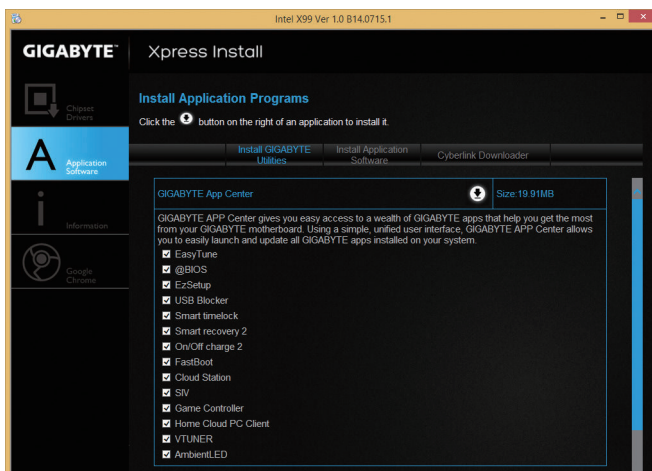 Intel X99 Ver 1.0 B14.0715.1
GIGABYTE™
Xpress Install
Chipset
Drivers
Application
Software
Information
Google
Chrome
Install Application Programs
Click the button on the right of an application to install it.
Install GIGABYTE
Utilities
Install Application
Software
Cyberlink Downloader
GIGABYTE App Center
Size:19.91MB
GIGABYTE APP Center gives you easy access to a wealth of GIGABYTE apps that help you get the most
from your GIGABYTE motherboard. Using a simple, unified user interface, GIGABYTE APP Center allows
you to easily launch and update all GIGABYTE apps installed on your system.
EasyTune
@BIOS
EzSetup
USB Blocker
Smart timelock
Smart recovery 2
On/Off charge 2
FastBoot
Cloud Station
SIV
Game Controller
Home Cloud PC Client
VTUNER
AmbientLED